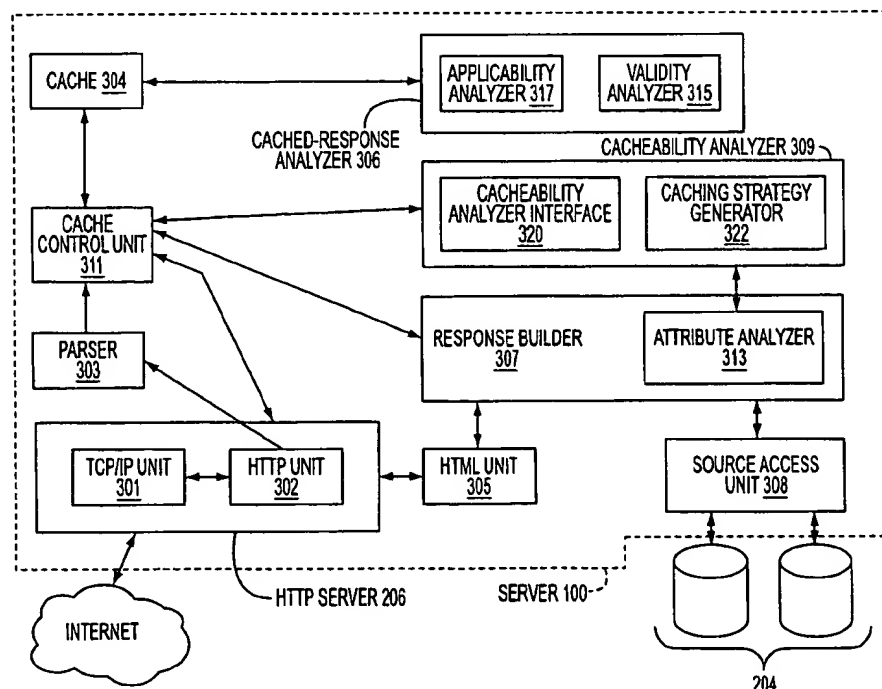 CACHE 304
APPLICABILITY
ANALYZER 317
VALIDITY
ANALYZER 315
CACHED-RESPONSE
ANALYZER 306
CACHEABILITY ANALYZER 309
CACHEABILITY
ANALYZER INTERFACE
320
CACHING STRATEGY
GENERATOR
322
CACHE
CONTROL UNIT
311
PARSER
303
RESPONSE BUILDER
307
ATTRIBUTE ANALYZER
313
TCP/IP UNIT
301
HTTP UNIT
302
HTML UNIT
305
SOURCE ACCESS
UNIT 308
HTTP SERVER 206
SERVER 100
INTERNET
204